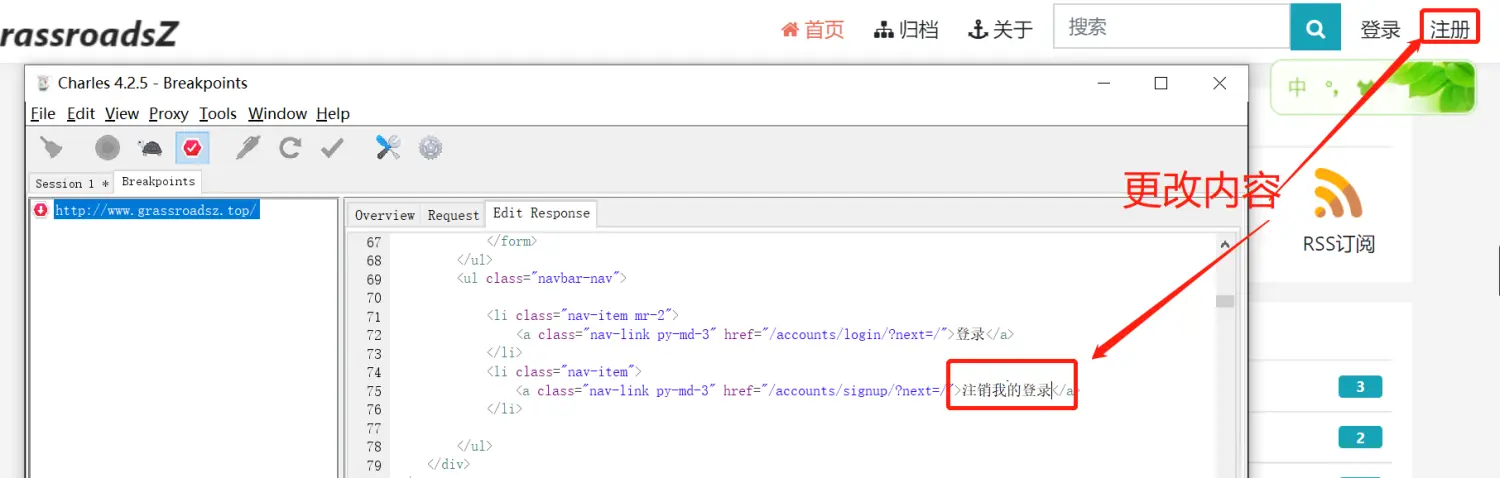 rassroadsZ 首页 归档 关于 搜索 登录 注册
Charles 4.2.5 - Breakpoints
中 °,
File Edit View Proxy Tools Window Help
Session 1 * Breakpoints
更改内容
http://www.grassroadsz.top/
Overview Request Edit Response
RSS订阅
67 </form>
68 </ul>
69 <ul class="navbar-nav">
70
71 <li class="nav-item mr-2">
72 <a class="nav-link py-md-3" href="/accounts/login/?next=/">登录</a>
73 </li>
74 <li class="nav-item">
75 <a class="nav-link py-md-3" href="/accounts/signup/?next=/">注销我的登录</a>
76 </li>
77
78 </ul>
79 </div>
3
2